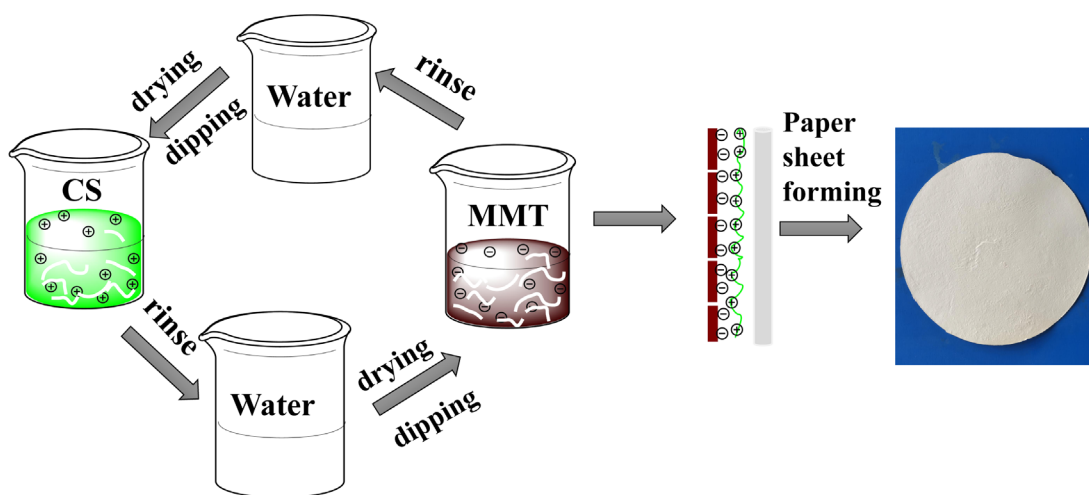 Water
drying
dipping
rinse
CS
MMT
rinse
Water
drying
dipping
Paper
sheet
forming